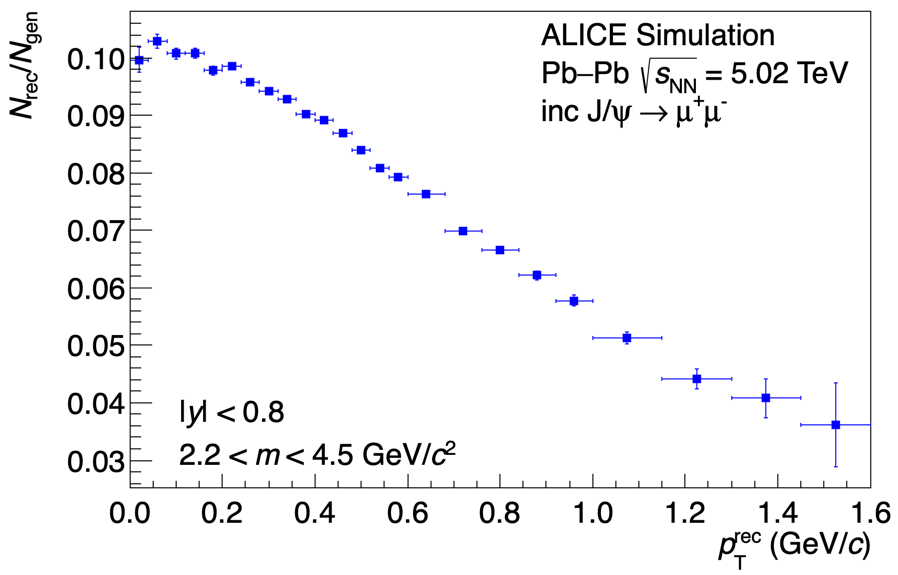 N_rec/N_gen
ALICE Simulation
Pb–Pb √s_NN = 5.02 TeV
inc J/ψ → μ⁺μ⁻
0.10
0.09
0.08
0.07
0.06
0.05
0.04
0.03
|y| < 0.8
2.2 < m < 4.5 GeV/c²
0.0 0.2 0.4 0.6 0.8 1.0 1.2 1.4 1.6
p_T^rec (GeV/c)